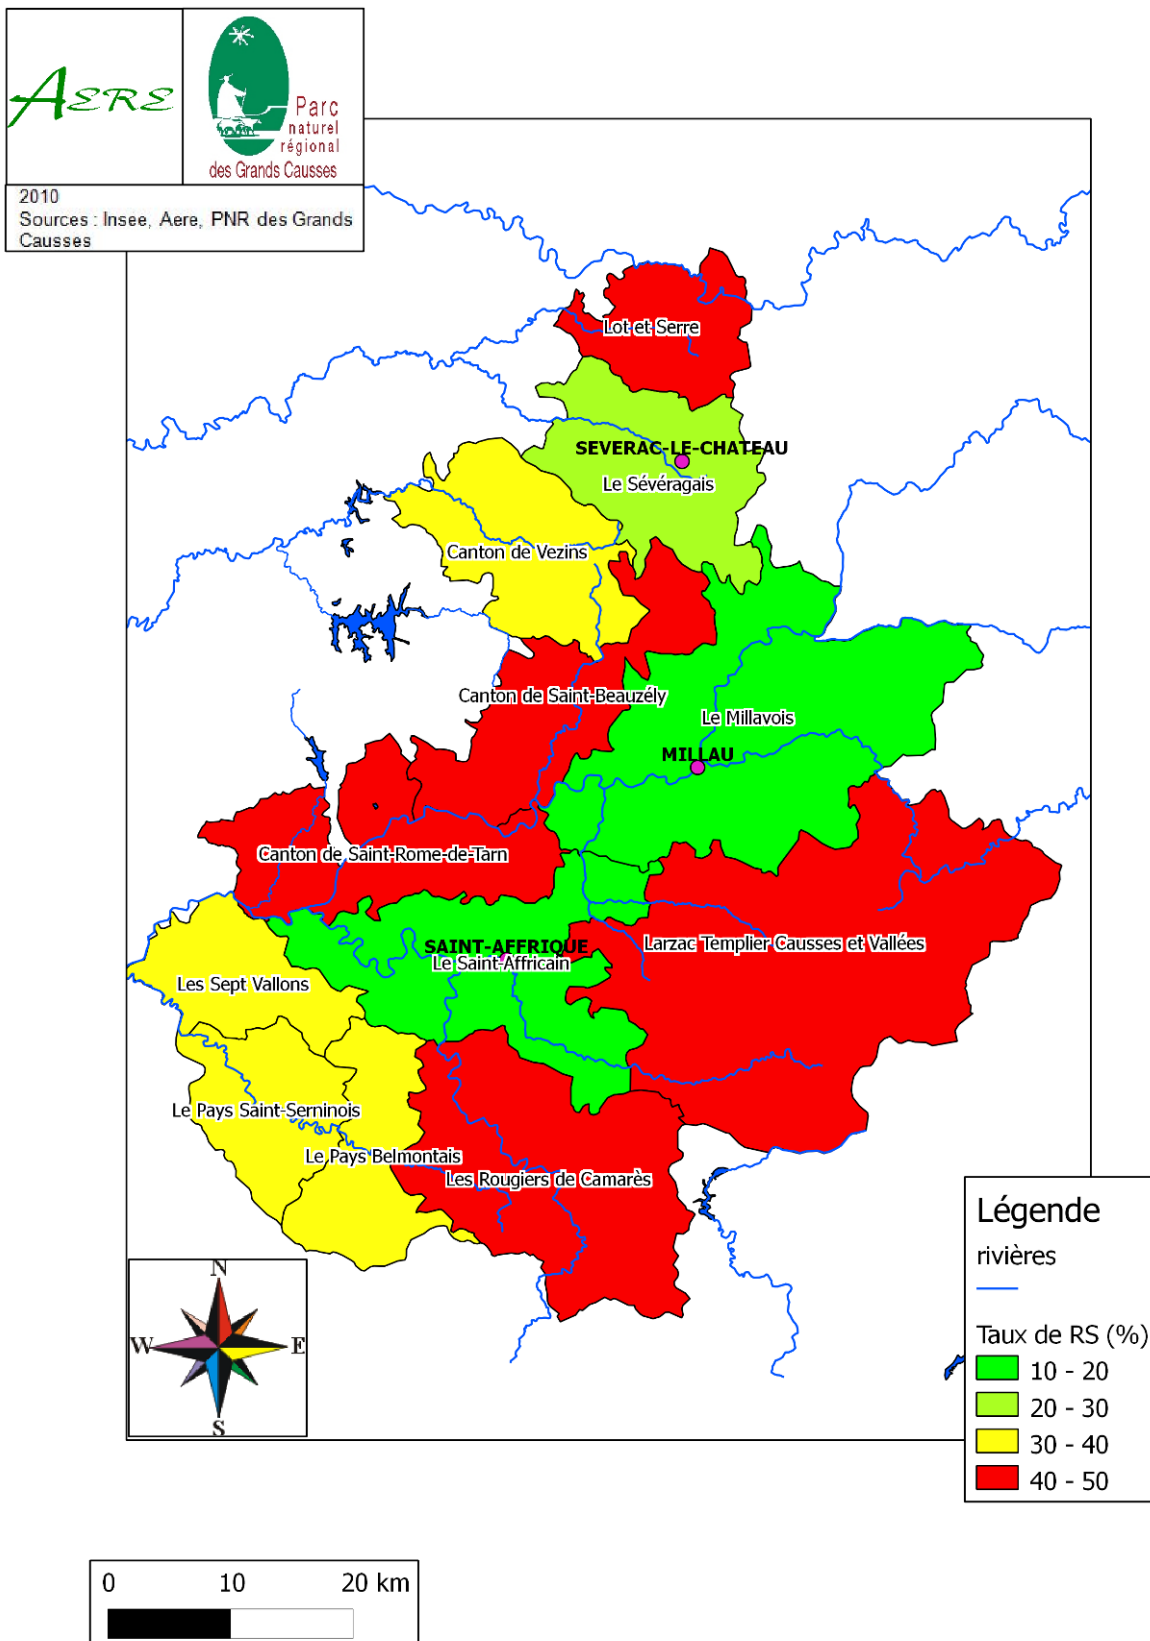 AERE
Parc
naturel
régional
des Grands Causses
2010
Sources : Insee, Aere, PNR des Grands
Causses
Lot et Serre
SEVERAC-LE-CHATEAU
Le Sévéragais
Canton de Vezins
Canton de Saint-Beauzély
Le Millavois
MILLAU
Canton de Saint-Rome-de-Tarn
SAINT-AFFRIQUE
Larzac Templier Causses et Vallées
Le Saint-Affricain
Les Sept Vallons
Le Pays Saint-Serninois
Le Pays Belmontais
Les Rougiers de Camarès
N
W
E
S
Légende
rivières
Taux de RS (%)
10 - 20
20 - 30
30 - 40
40 - 50
0 10 20 km